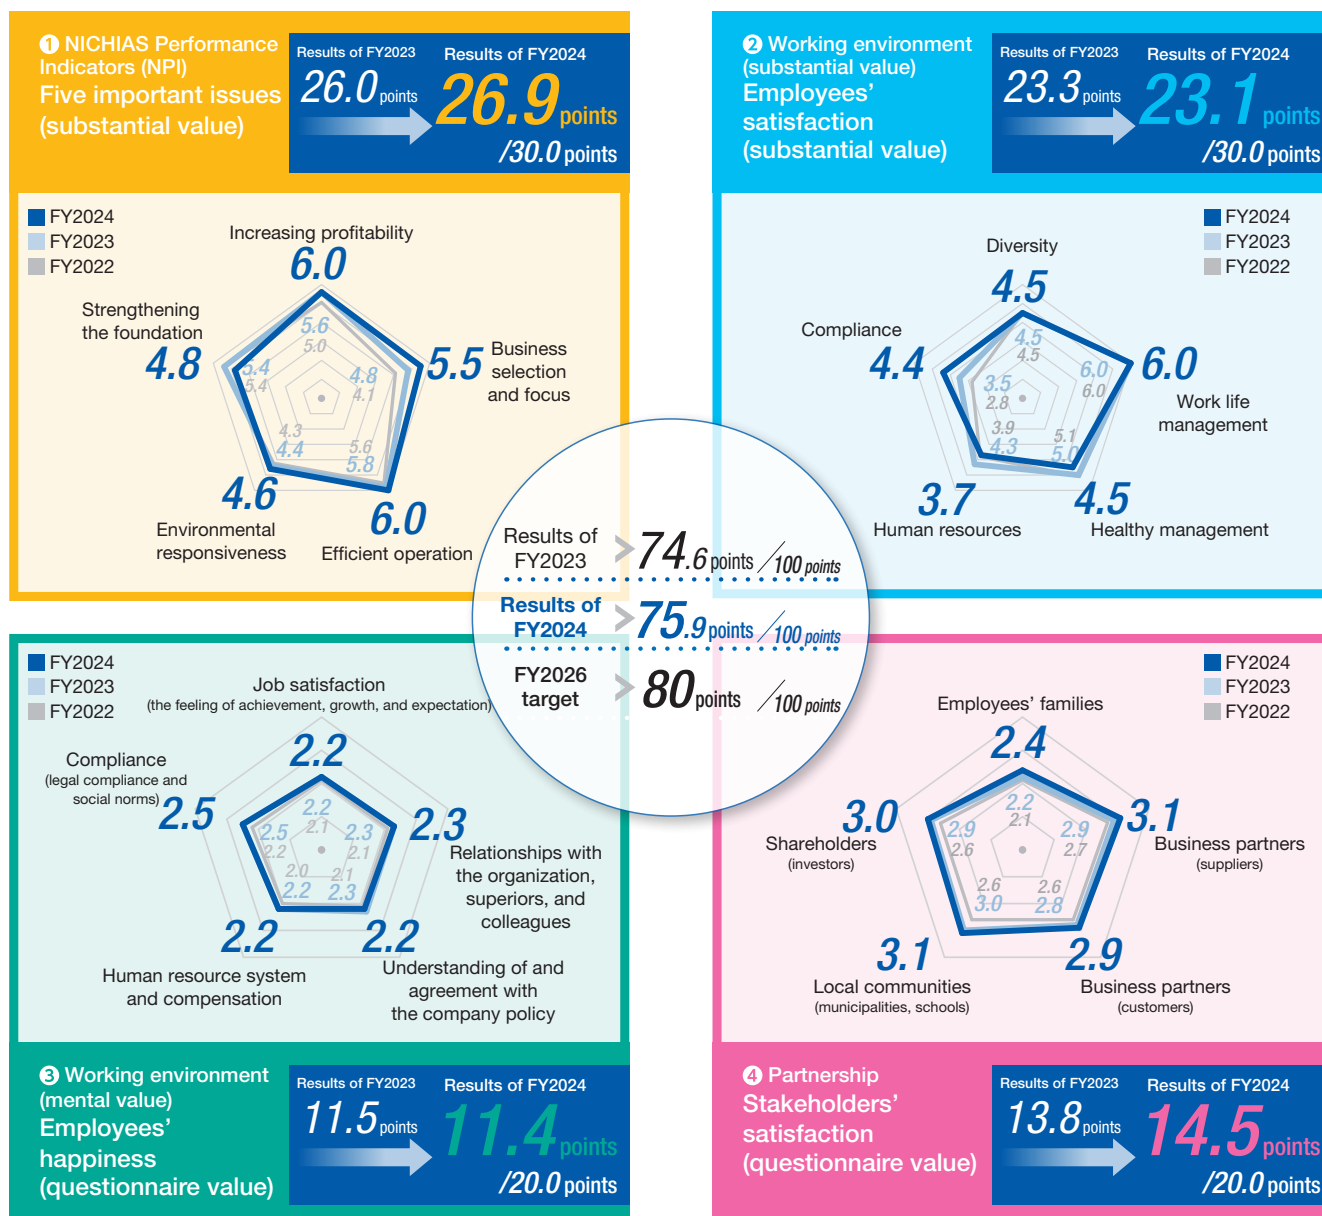 ❶ NICHIAS Performance
Indicators (NPI)
Five important issues
(substantial value)
Results of FY2023
26.0 points
Results of FY2024
26.9 points
/30.0 points
FY2024
FY2023
FY2022
Increasing profitability
6.0
5.6
5.0
Strengthening
the foundation
4.8
5.4
5.4
5.5
Business
selection
and focus
4.8
4.1
4.3
4.4
5.6
5.8
4.6
6.0
Environmental
responsiveness
Efficient operation
❷ Working environment
(substantial value)
Employees’
satisfaction
(substantial value)
Results of FY2023
23.3 points
Results of FY2024
23.1 points
/30.0 points
FY2024
FY2023
FY2022
Diversity
4.5
4.5
4.5
Compliance
4.4
3.5
2.8
6.0
6.0
6.0
Work life
management
3.9
4.3
5.1
5.0
3.7
4.5
Human resources
Healthy management
Results of
FY2023
74.6 points /100 points
Results of
FY2024
75.9 points /100 points
FY2026
target
80 points /100 points
FY2024
FY2023
FY2022
Job satisfaction
(the feeling of achievement, growth, and expectation)
2.2
2.2
2.1
Compliance
(legal compliance and
social norms)
2.5
2.5
2.2
2.3
2.3
2.1
Relationships with
the organization,
superiors, and
colleagues
2.0
2.2
2.1
2.3
2.2
2.2
Human resource system
and compensation
Understanding of and
agreement with
the company policy
❸ Working environment
(mental value)
Employees’
happiness
(questionnaire value)
Results of FY2023
11.5 points
Results of FY2024
11.4 points
/20.0 points
FY2024
FY2023
FY2022
Employees’ families
2.4
2.2
2.1
3.0
Shareholders
(investors)
2.9
2.6
3.1
Business partners
(suppliers)
2.9
2.7
2.6
3.0
2.6
2.8
3.1
2.9
Local communities
(municipalities, schools)
Business partners
(customers)
❹ Partnership
Stakeholders’
satisfaction
(questionnaire value)
Results of FY2023
13.8 points
Results of FY2024
14.5 points
/20.0 points